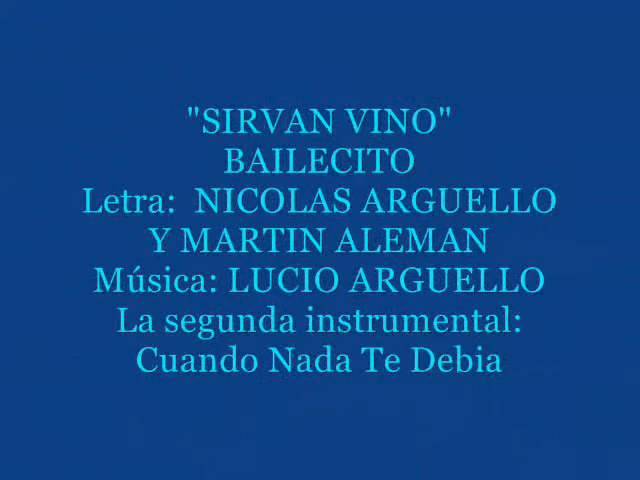 "SIRVAN VINO"
BAILECITO
Letra: NICOLAS ARGUELLO
Y MARTIN ALEMAN
Música: LUCIO ARGUELLO
La segunda instrumental:
Cuando Nada Te Debia